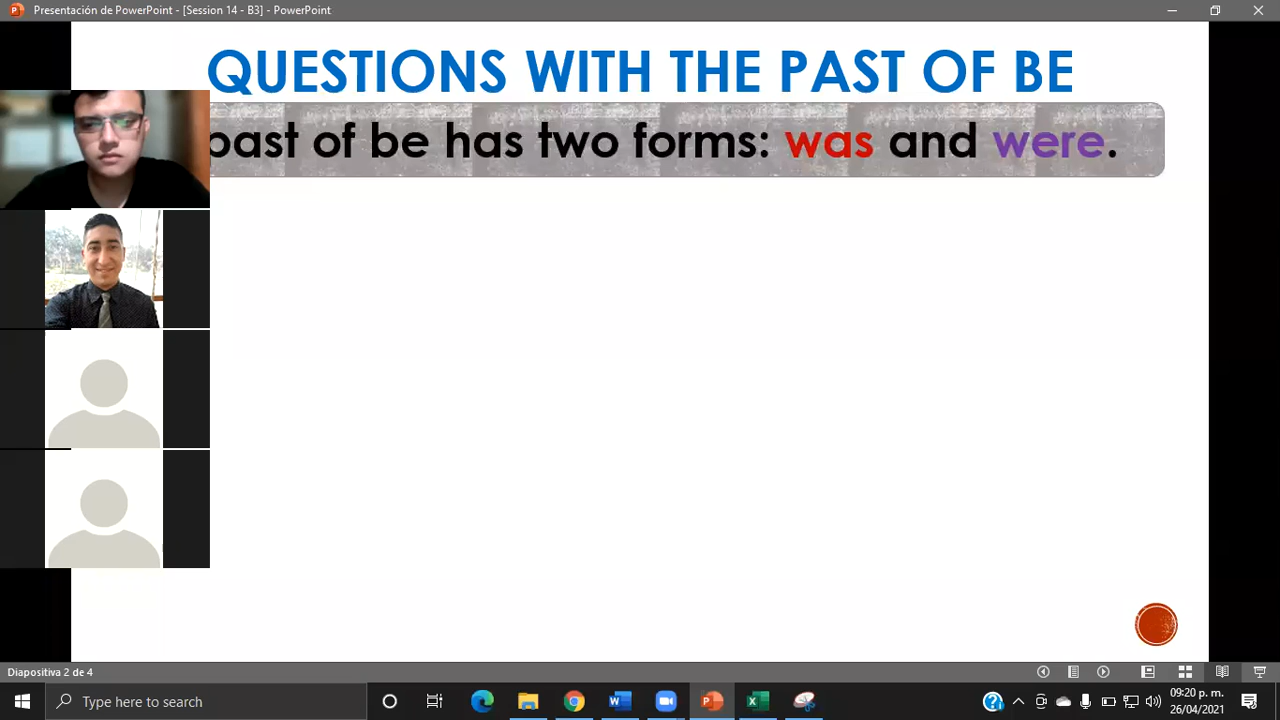 Presentación de PowerPoint - [Session 14 - B3] - PowerPoint
QUESTIONS WITH THE PAST OF BE
past of be has two forms: was and were.
Diapositiva 2 de 4
Type here to search
09:20 p. m.
26/04/2021